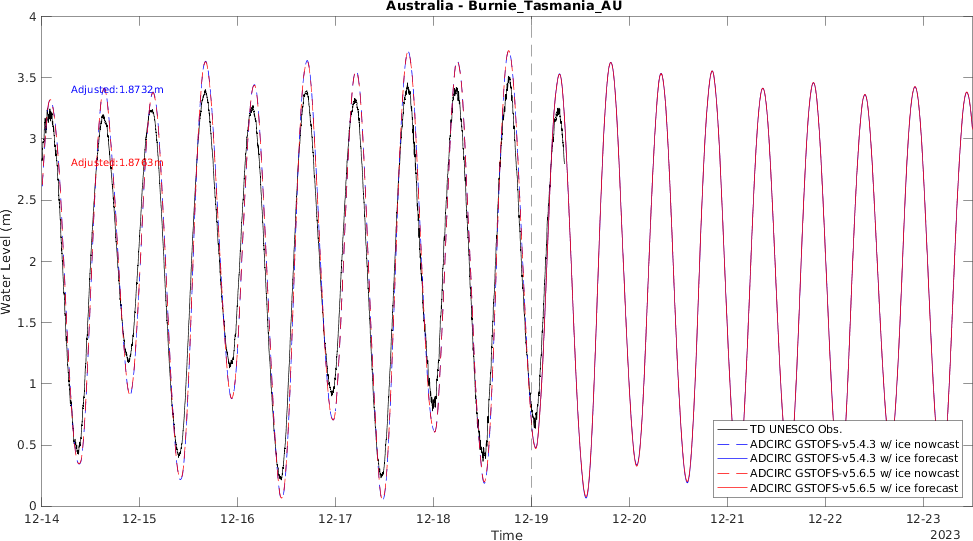 Australia - Burnie_Tasmania_AU
4
3.5
3
2.5
2
1.5
1
0.5
0
Water Level (m)
Adjusted:1.8732m
Adjusted:1.8763m
TD UNESCO Obs.
ADCIRC GSTOFS-v5.4.3 w/ ice nowcast
ADCIRC GSTOFS-v5.4.3 w/ ice forecast
ADCIRC GSTOFS-v5.6.5 w/ ice nowcast
ADCIRC GSTOFS-v5.6.5 w/ ice forecast
12-14 12-15 12-16 12-17 12-18 12-19 12-20 12-21 12-22 12-23
Time
2023